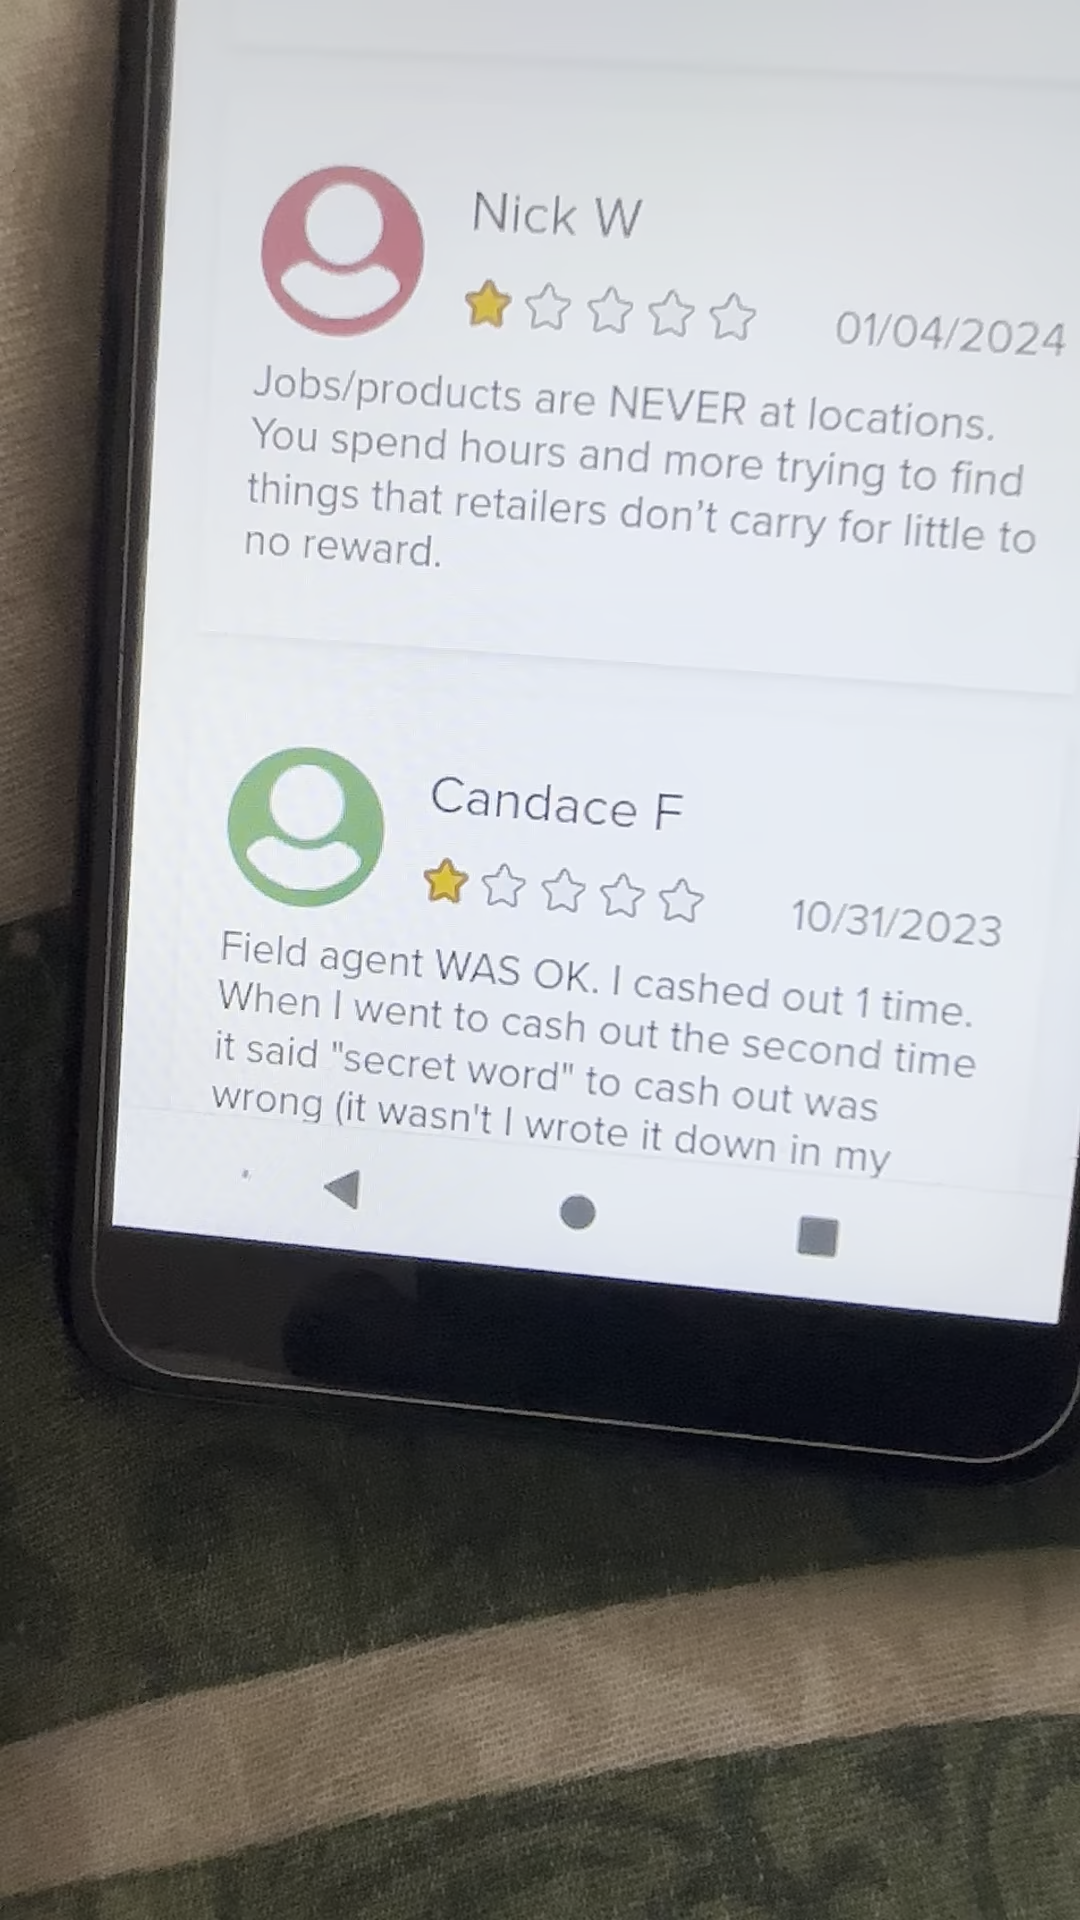 Nick W
01/04/2024
Jobs/products are NEVER at locations.
You spend hours and more trying to find
things that retailers don't carry for little to
no reward.
Candace F
10/31/2023
Field agent WAS OK. I cashed out 1 time.
When I went to cash out the second time
it said "secret word" to cash out was
wrong (it wasn't I wrote it down in my